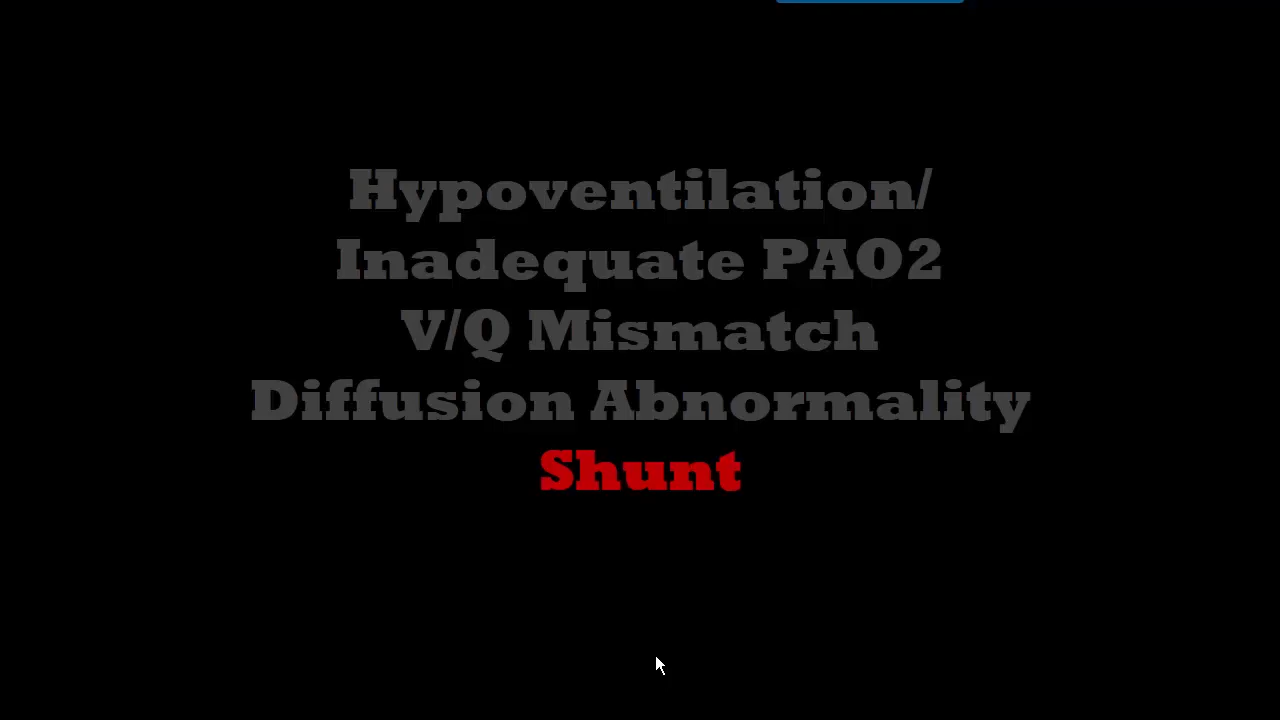 Hypoventilation/
Inadequate PAO2
V/Q Mismatch
Diffusion Abnormality
Shunt